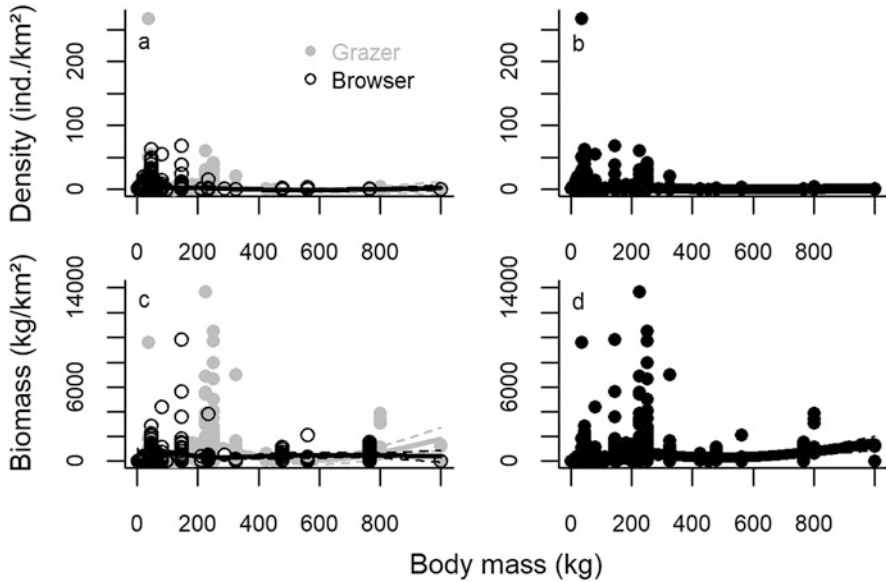 Density (ind./km²)
200
100
0
a
Grazer
Browser
0 200 400 600 800
200
100
0
b
0 200 400 600 800
Biomass (kg/km²)
14000
6000
0
c
0 200 400 600 800
14000
6000
0
d
0 200 400 600 800
Body mass (kg)